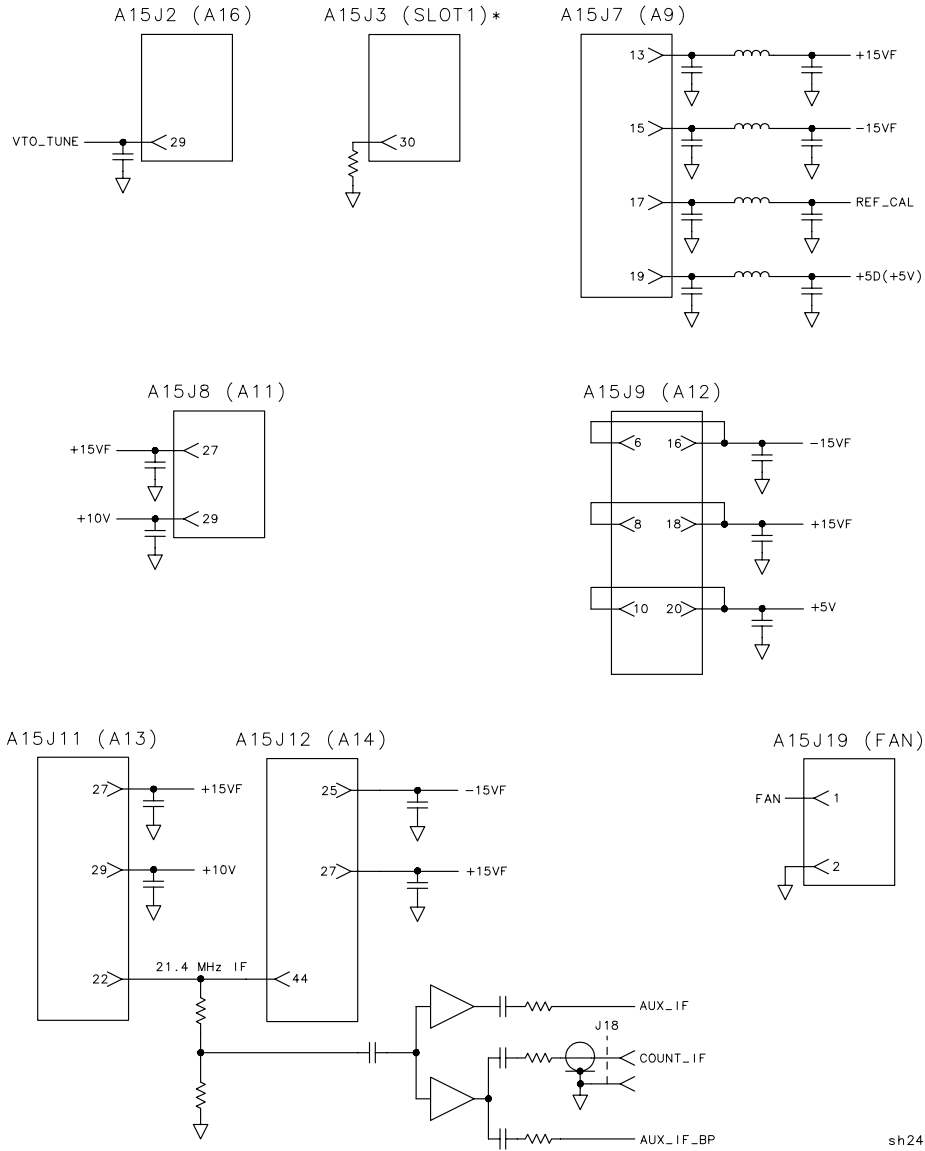 A15J2 (A16)
A15J3 (SLOT1)*
A15J7 (A9)
13
+15VF
VTO_TUNE
29
30
15
-15VF
17
REF_CAL
19
+5D(+5V)
A15J8 (A11)
A15J9 (A12)
+15VF
27
6
16
-15VF
+10V
29
8
18
+15VF
10
20
+5V
A15J11 (A13)
A15J12 (A14)
A15J19 (FAN)
27
+15VF
25
-15VF
FAN
1
29
+10V
27
+15VF
2
22
21.4 MHz IF
44
AUX_IF
J18
COUNT_IF
AUX_IF_BP
sh24